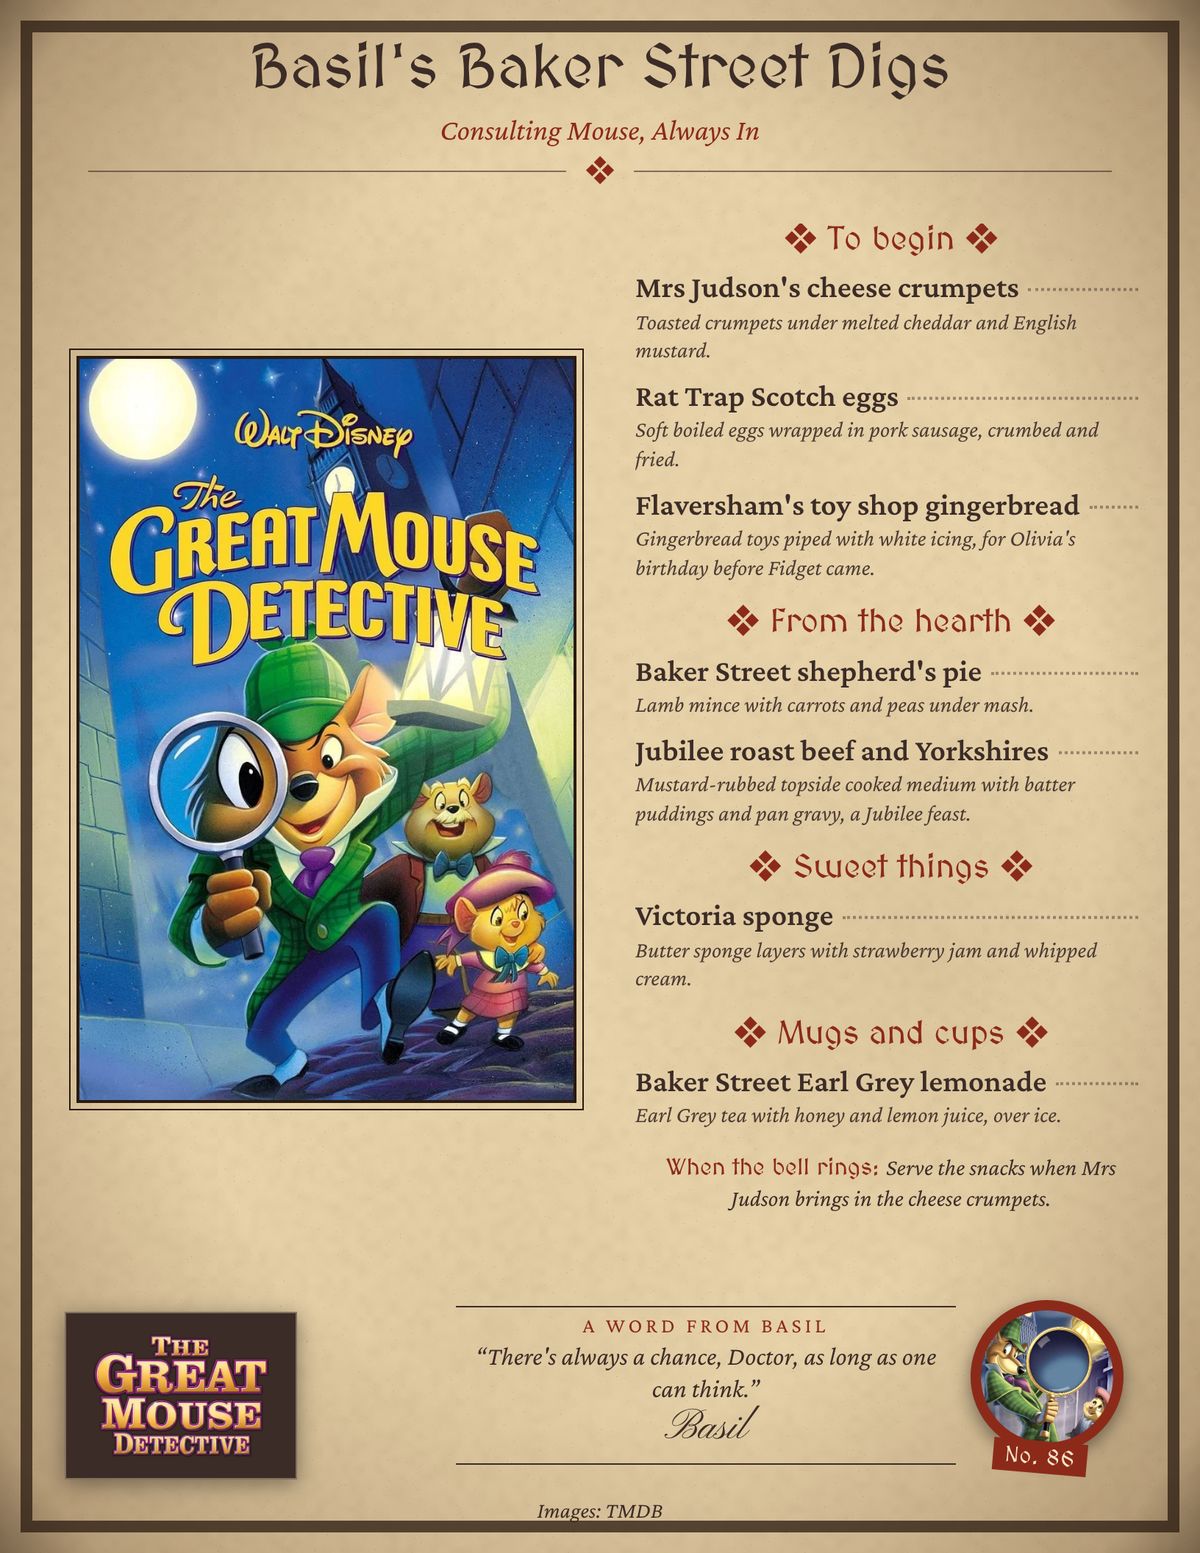 Basil's Baker Street Digs
Consulting Mouse, Always In
To begin
Mrs Judson's cheese crumpets
Toasted crumpets under melted cheddar and English
mustard.
Rat Trap Scotch eggs
Soft boiled eggs wrapped in pork sausage, crumbed and
fried.
Flaversham's toy shop gingerbread
Gingerbread toys piped with white icing, for Olivia's
birthday before Fidget came.
From the hearth
Baker Street shepherd's pie
Lamb mince with carrots and peas under mash.
Jubilee roast beef and Yorkshires
Mustard-rubbed topside cooked medium with batter
puddings and pan gravy, a Jubilee feast.
Sweet things
Victoria sponge
Butter sponge layers with strawberry jam and whipped
cream.
Mugs and cups
Baker Street Earl Grey lemonade
Earl Grey tea with honey and lemon juice, over ice.
When the bell rings: Serve the snacks when Mrs
Judson brings in the cheese crumpets.
WALT DISNEY
The
GREAT MOUSE
DETECTIVE
THE
GREAT
MOUSE
DETECTIVE
A WORD FROM BASIL
“There's always a chance, Doctor, as long as one
can think.”
Basil
No. 86
Images: TMDB